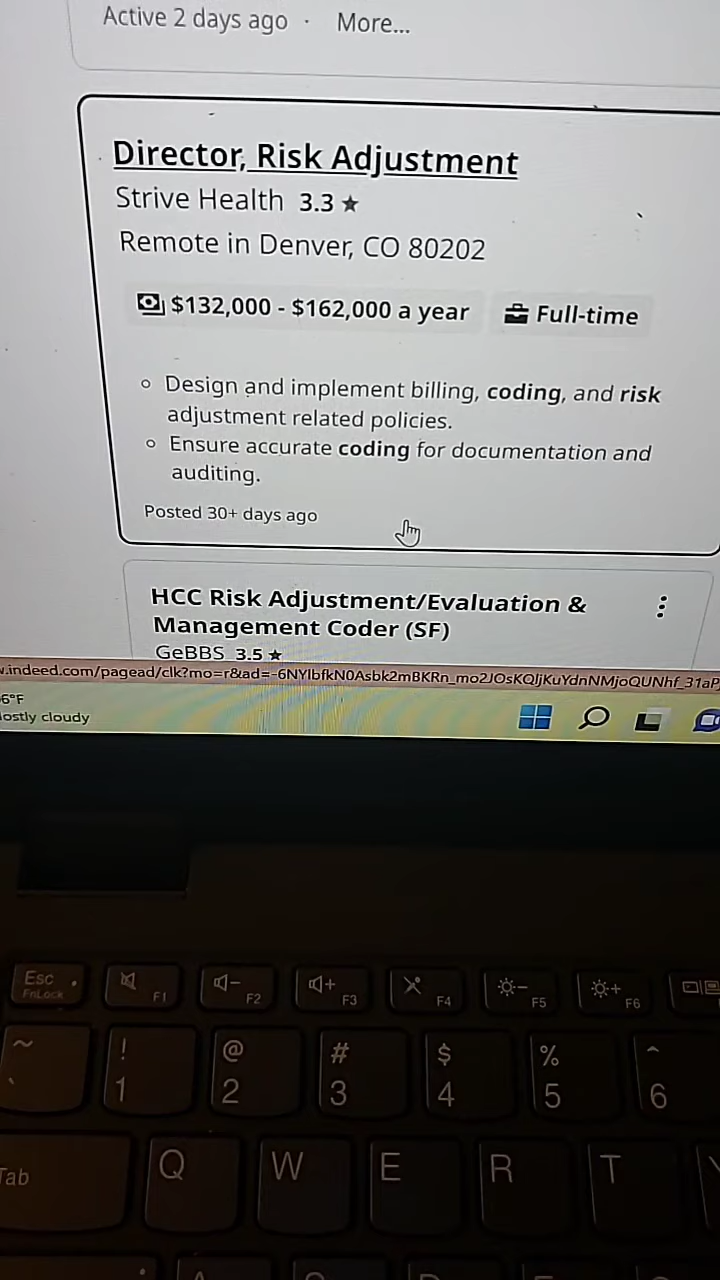 Active 2 days ago · More...
Director, Risk Adjustment
Strive Health 3.3 ★
Remote in Denver, CO 80202
$132,000 - $162,000 a year Full-time
Design and implement billing, coding, and risk
adjustment related policies.
Ensure accurate coding for documentation and
auditing.
Posted 30+ days ago
HCC Risk Adjustment/Evaluation &
Management Coder (SF)
GeBBS 3.5 ★
6°F
ostly cloudy
Esc
FnLock
F1 F2 F3 F4 F5 F6
~ ! @ # $ % ^
` 1 2 3 4 5 6
Tab Q W E R T